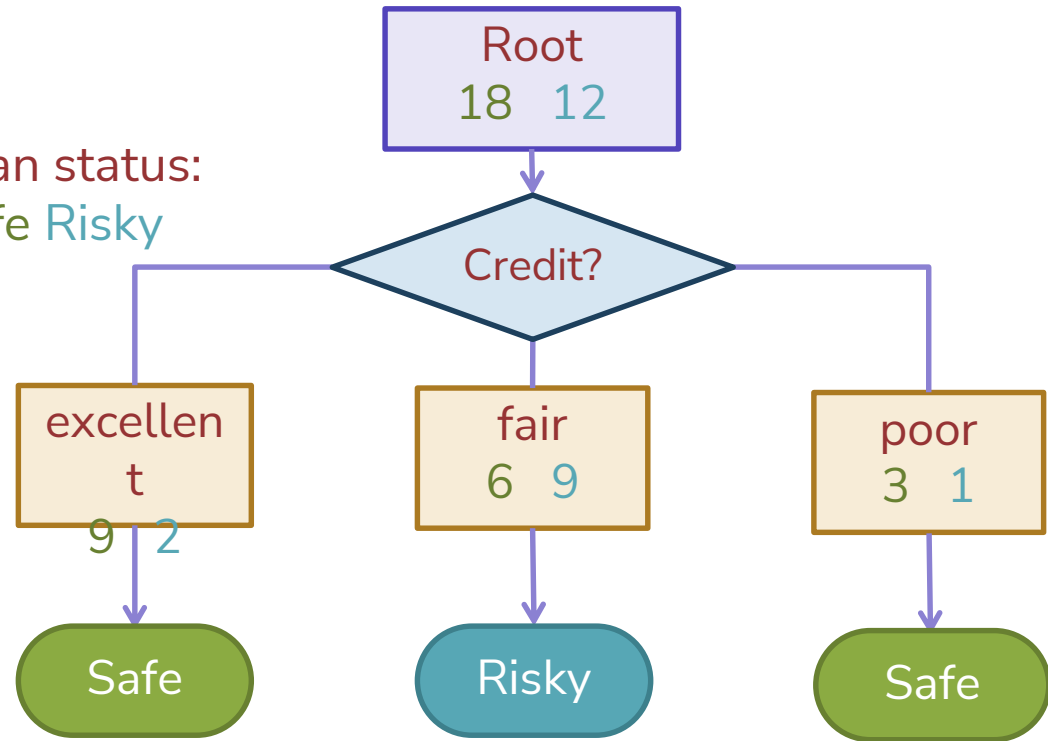 Root
18 12
an status:
fe Risky
Credit?
excellen
t
9 2
fair
6 9
poor
3 1
Safe
Risky
Safe